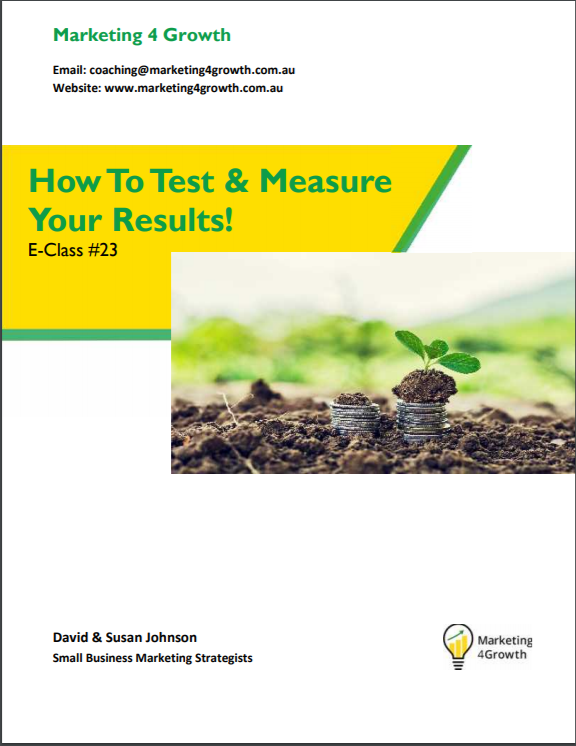 Marketing 4 Growth
Email: coaching@marketing4growth.com.au
Website: www.marketing4growth.com.au
How To Test & Measure
Your Results!
E-Class #23
David & Susan Johnson
Small Business Marketing Strategists
Marketing
4Growth